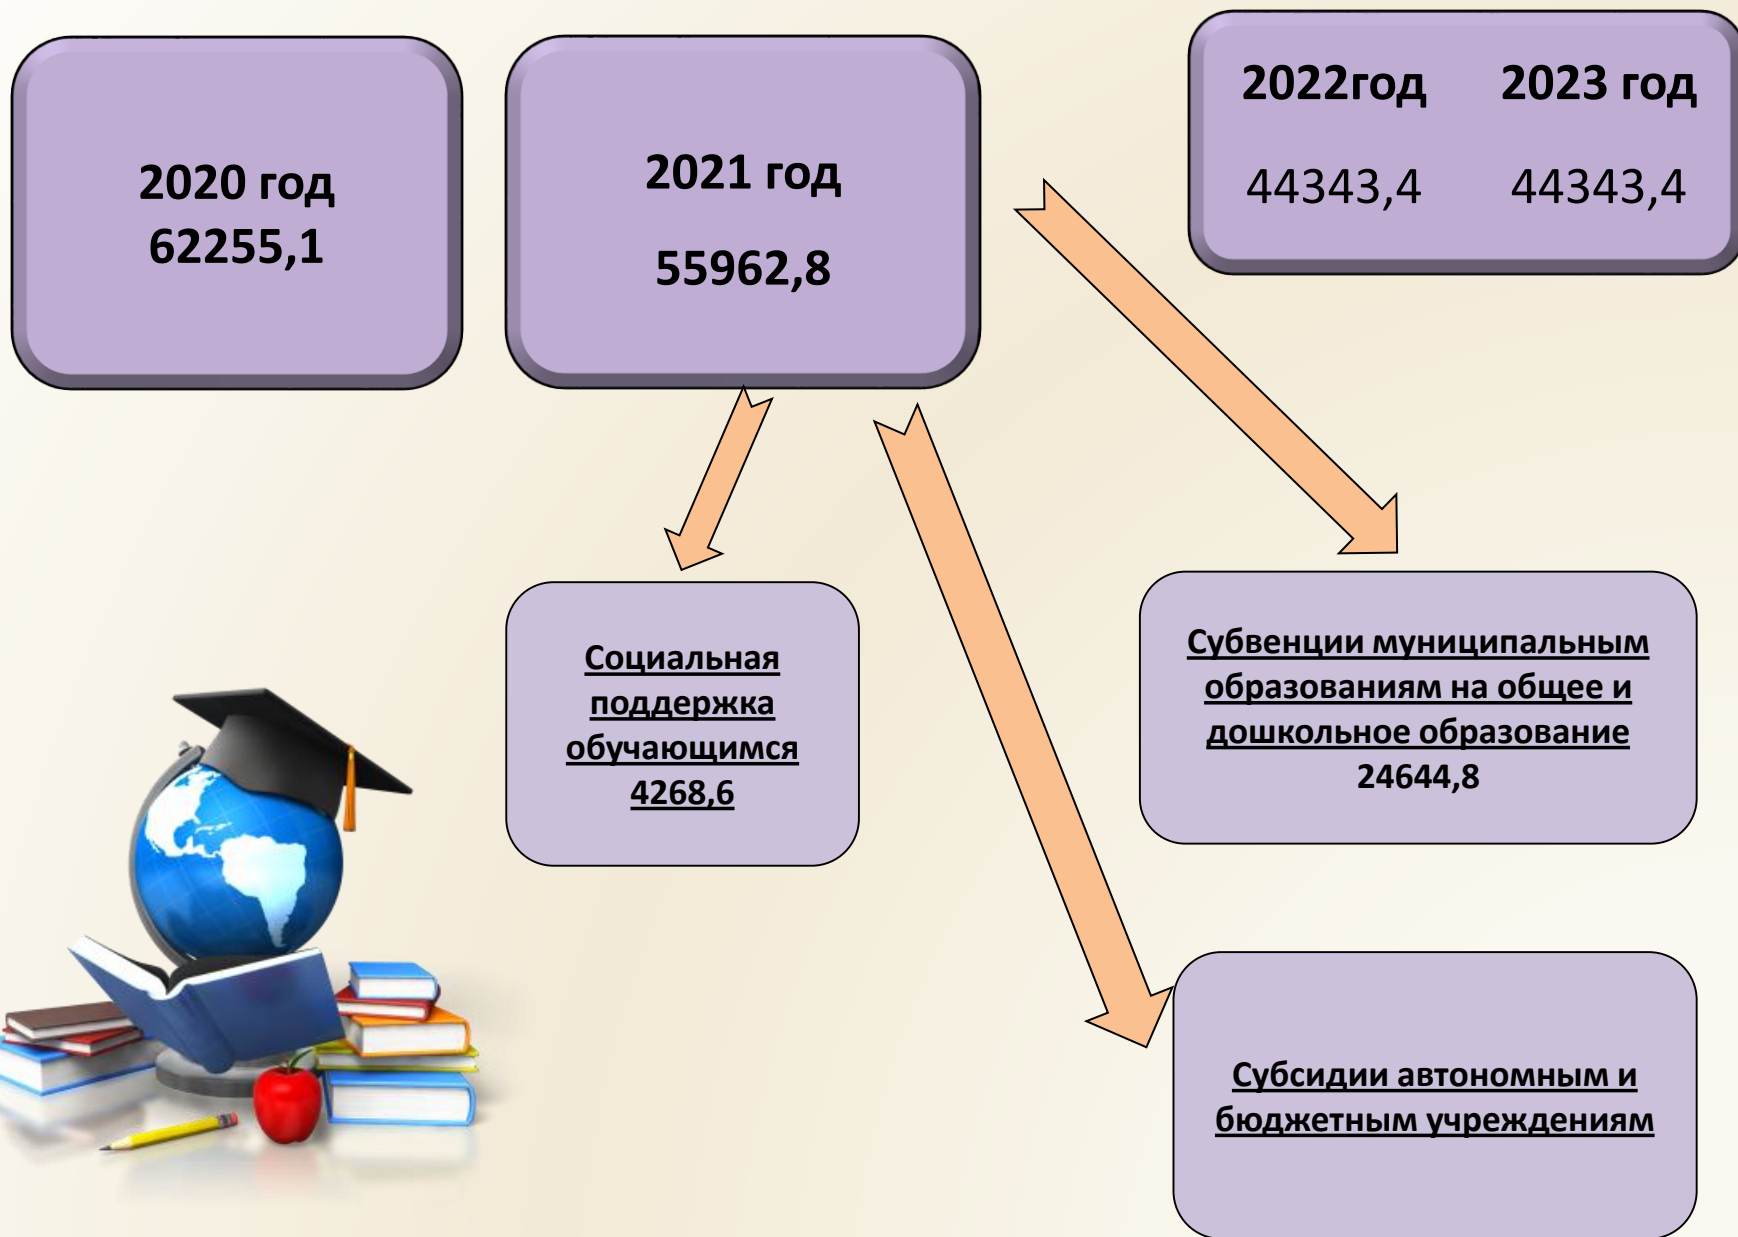 2020 год
62255,1
2021 год
55962,8
2022год 2023 год
44343,4 44343,4
Социальная
поддержка
обучающимся
4268,6
Субвенции муниципальным
образованиям на общее и
дошкольное образование
24644,8
Субсидии автономным и
бюджетным учреждениям